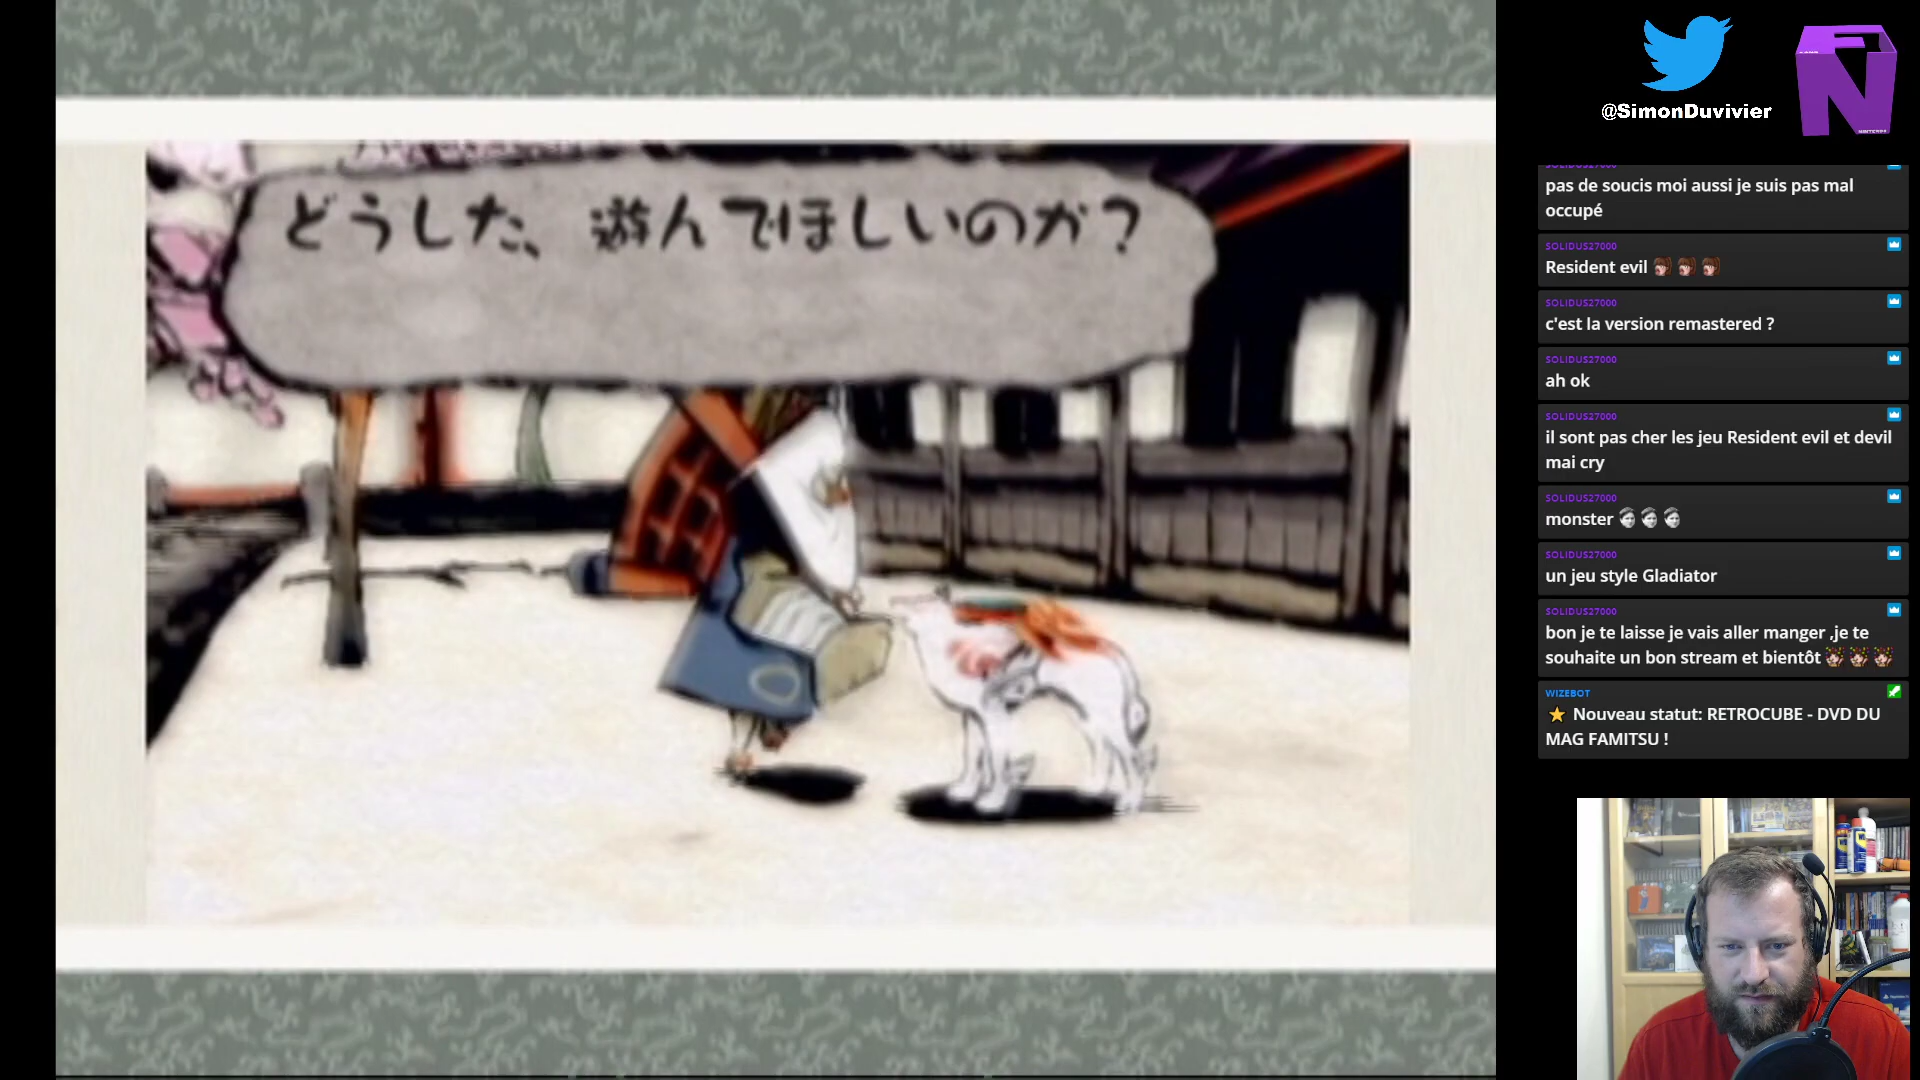 どうした、遊んでほしいのか？
@SimonDuvivier
N
SOLIDUS27000
pas de soucis moi aussi je suis pas mal
occupé
SOLIDUS27000
Resident evil
SOLIDUS27000
c'est la version remastered ?
SOLIDUS27000
ah ok
SOLIDUS27000
il sont pas cher les jeu Resident evil et devil
mai cry
SOLIDUS27000
monster
SOLIDUS27000
un jeu style Gladiator
SOLIDUS27000
bon je te laisse je vais aller manger ,je te
souhaite un bon stream et bientôt
WIZEBOT
Nouveau statut: RETROCUBE - DVD DU
MAG FAMITSU !